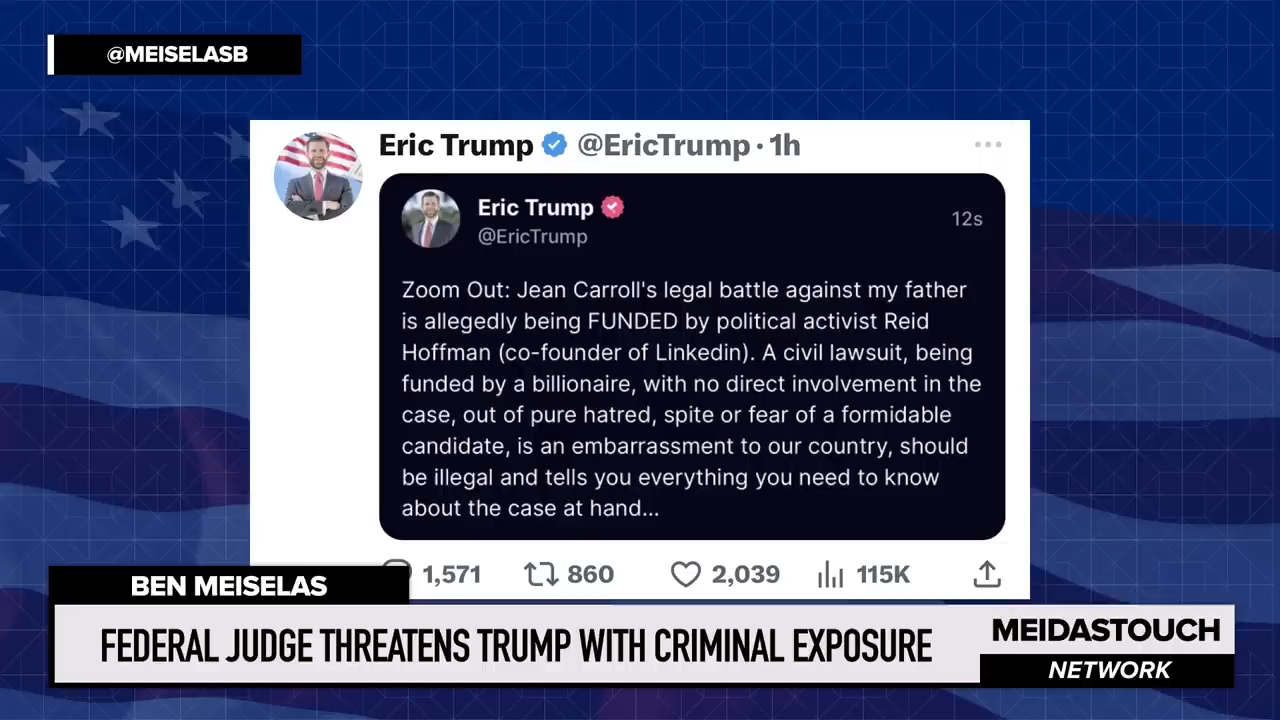 @MEISELASB
Eric Trump @EricTrump · 1h
Eric Trump
@EricTrump
12s
Zoom Out: Jean Carroll's legal battle against my father
is allegedly being FUNDED by political activist Reid
Hoffman (co-founder of Linkedin). A civil lawsuit, being
funded by a billionaire, with no direct involvement in the
case, out of pure hatred, spite or fear of a formidable
candidate, is an embarrassment to our country, should
be illegal and tells you everything you need to know
about the case at hand...
1,571 860 2,039 115K
BEN MEISELAS
FEDERAL JUDGE THREATENS TRUMP WITH CRIMINAL EXPOSURE
MEIDASTOUCH
NETWORK